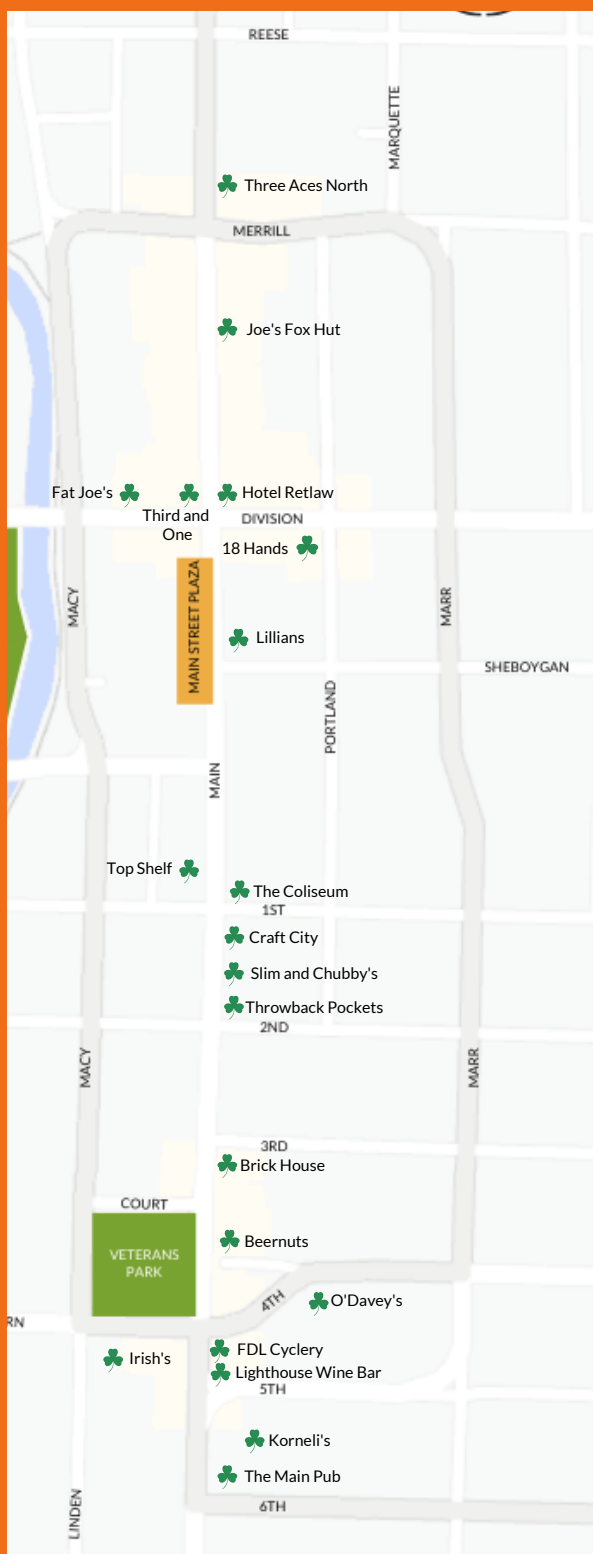 REESE
MARQUETTE
Three Aces North
MERRILL
Joe's Fox Hut
Fat Joe's
Hotel Retlaw
Third and
One
DIVISION
18 Hands
MAIN STREET PLAZA
MACY
MARR
Lillians
SHEBOYGAN
PORTLAND
MAIN
Top Shelf
The Coliseum
1ST
Craft City
Slim and Chubby's
Throwback Pockets
2ND
MACY
MARR
3RD
Brick House
COURT
Beernuts
VETERANS
PARK
4TH
O'Davey's
RN
FDL Cyclery
Irish's
Lighthouse Wine Bar
5TH
Korneli's
The Main Pub
LINDEN
6TH